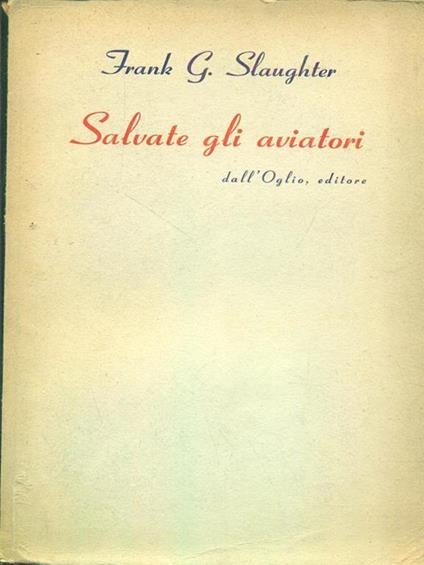 Frank G. Slaughter
Salvate gli aviatori
dall'Oglio, editore